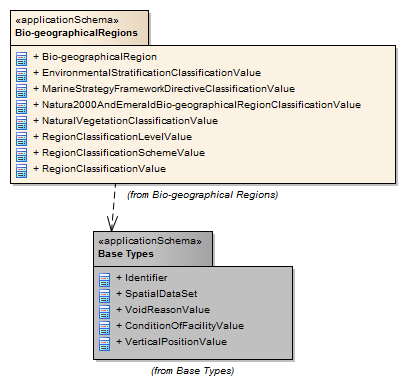 «applicationSchema»
Bio-geographicalRegions
+ Bio-geographicalRegion
+ EnvironmentalStratificationClassificationValue
+ MarineStrategyFrameworkDirectiveClassificationValue
+ Natura2000AndEmeraldBio-geographicalRegionClassificationValue
+ NaturalVegetationClassificationValue
+ RegionClassificationLevelValue
+ RegionClassificationSchemeValue
+ RegionClassificationValue
(from Bio-geographical Regions)
«applicationSchema»
Base Types
+ Identifier
+ SpatialDataSet
+ VoidReasonValue
+ ConditionOfFacilityValue
+ VerticalPositionValue
(from Base Types)